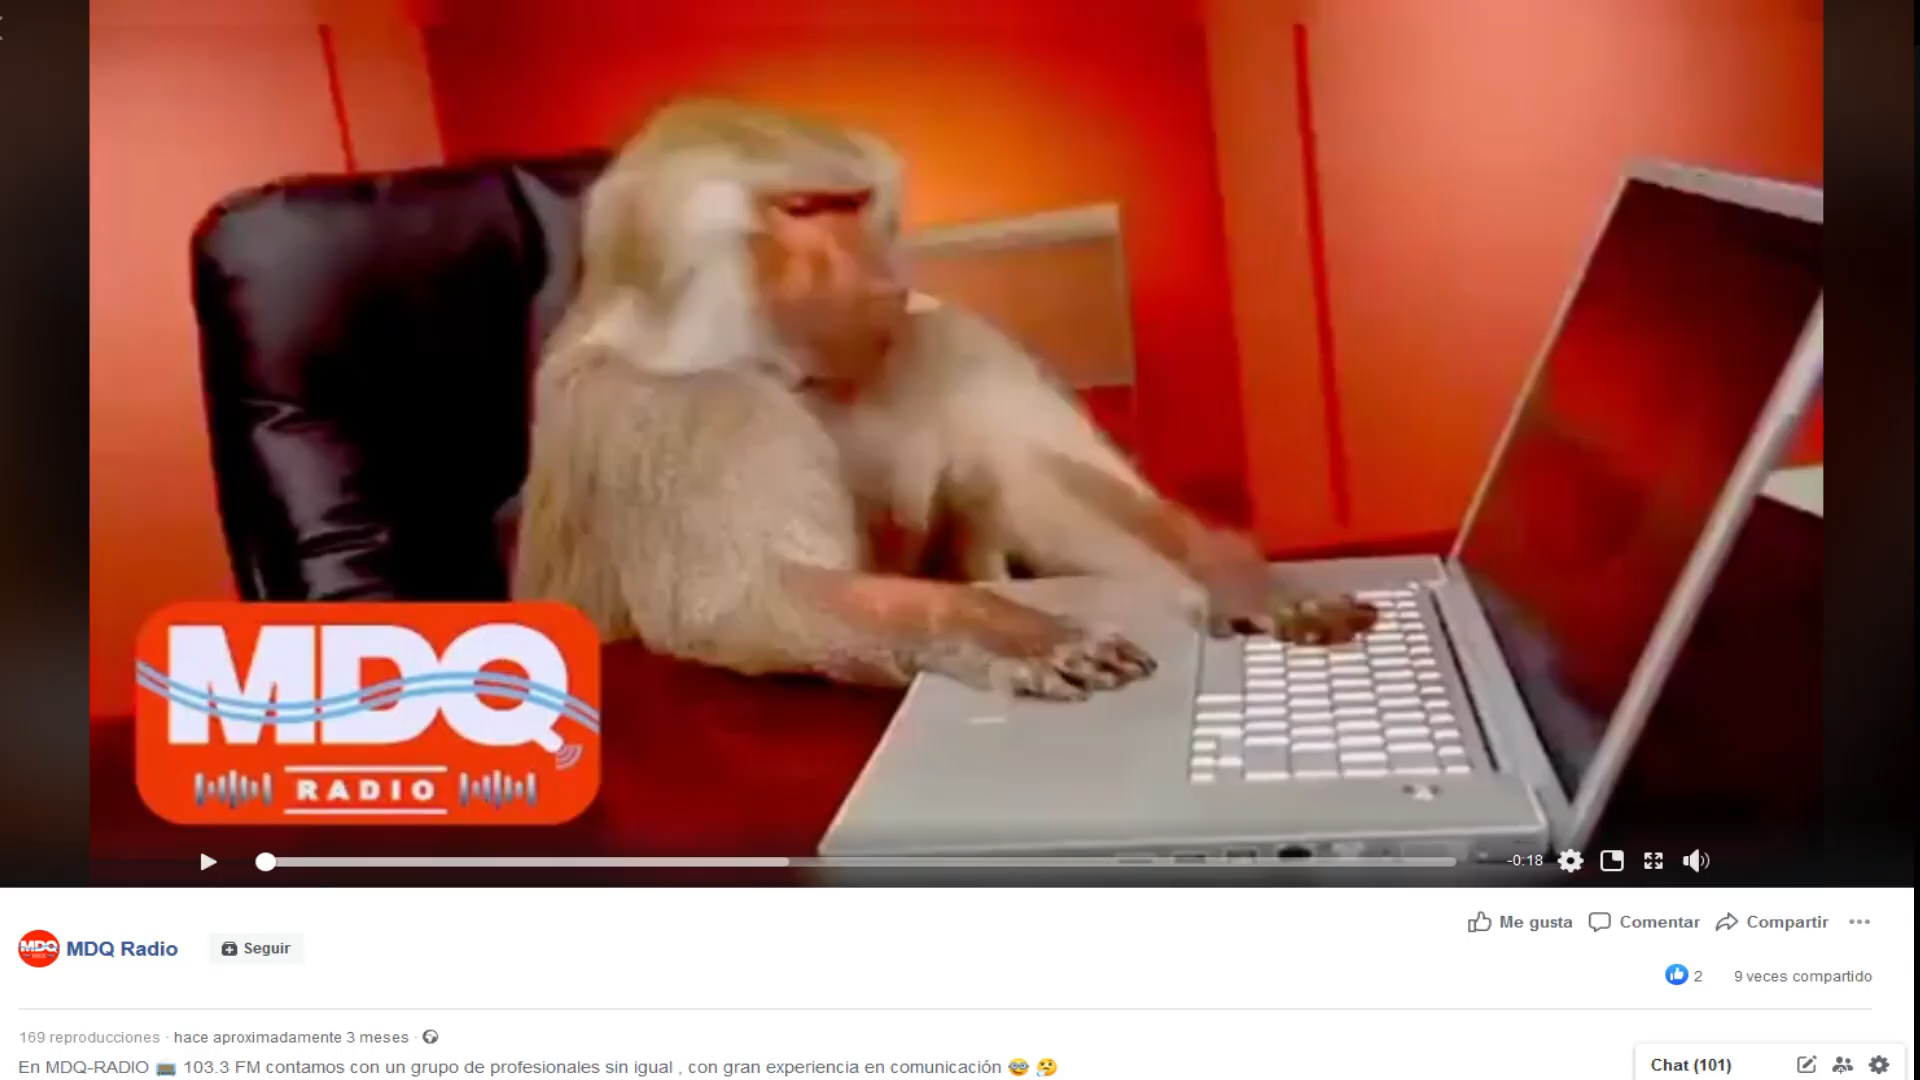 MDQ
RADIO
-0:18
Me gusta
Comentar
Compartir
MDQ
MDQ Radio
Seguir
2
9 veces compartido
169 reproducciones · hace aproximadamente 3 meses ·
En MDQ-RADIO 📻 103.3 FM contamos con un grupo de profesionales sin igual , con gran experiencia en comunicación 🤓 🤔
Chat (101)